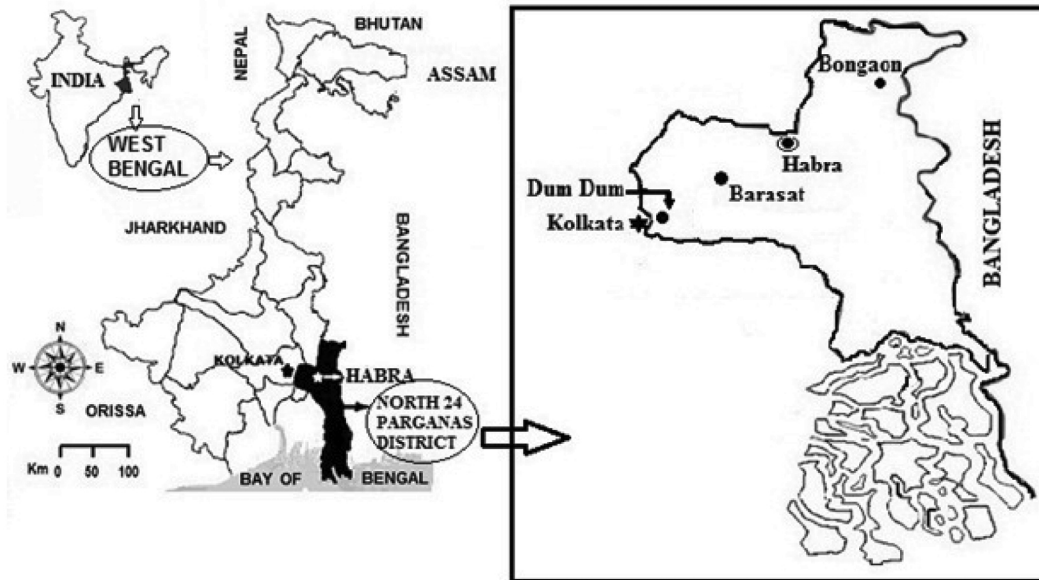 INDIA
WEST
BENGAL
NEPAL
BHUTAN
ASSAM
JHARKHAND
BANGLADESH
N
W
E
S
KOLKATA
HABRA
ORISSA
NORTH 24
PARGANAS
DISTRICT
Km 0 50 100
BAY OF BENGAL
Bongaon
Habra
Dum Dum
Barasat
Kolkata
BANGLADESH